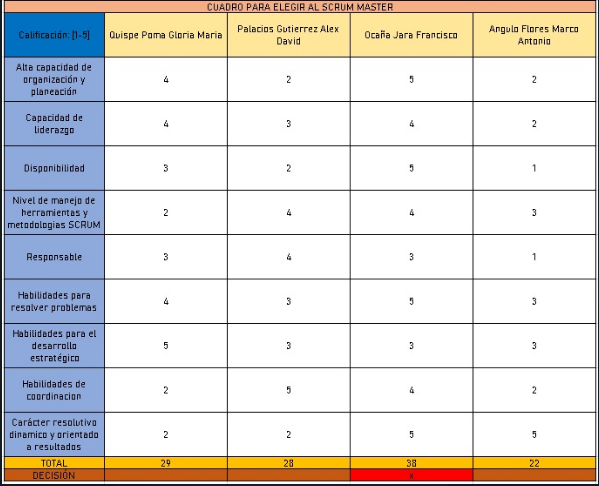 CUADRO PARA ELEGIR AL SCRUM MASTER
Calificación: [1-5] Quispe Poma Gloria Maria Palacios Gutierrez Alex David Ocaña Jara Francisco Angulo Flores Marco Antonio
Alta capacidad de organización y planeación 4 2 5 2
Capacidad de liderazgo 4 3 4 2
Disponibilidad 3 2 5 1
Nivel de manejo de herramientas y metodologias SCRUM 2 4 4 3
Responsable 3 4 3 1
Habilidades para resolver problemas 4 3 5 3
Habilidades para el desarrollo estratégico 5 3 3 3
Habilidades de coordinacion 2 5 4 2
Carácter resolutivo dinamico y orientado a resultados 2 2 5 5
TOTAL 29 28 38 22
DECISIÓN x